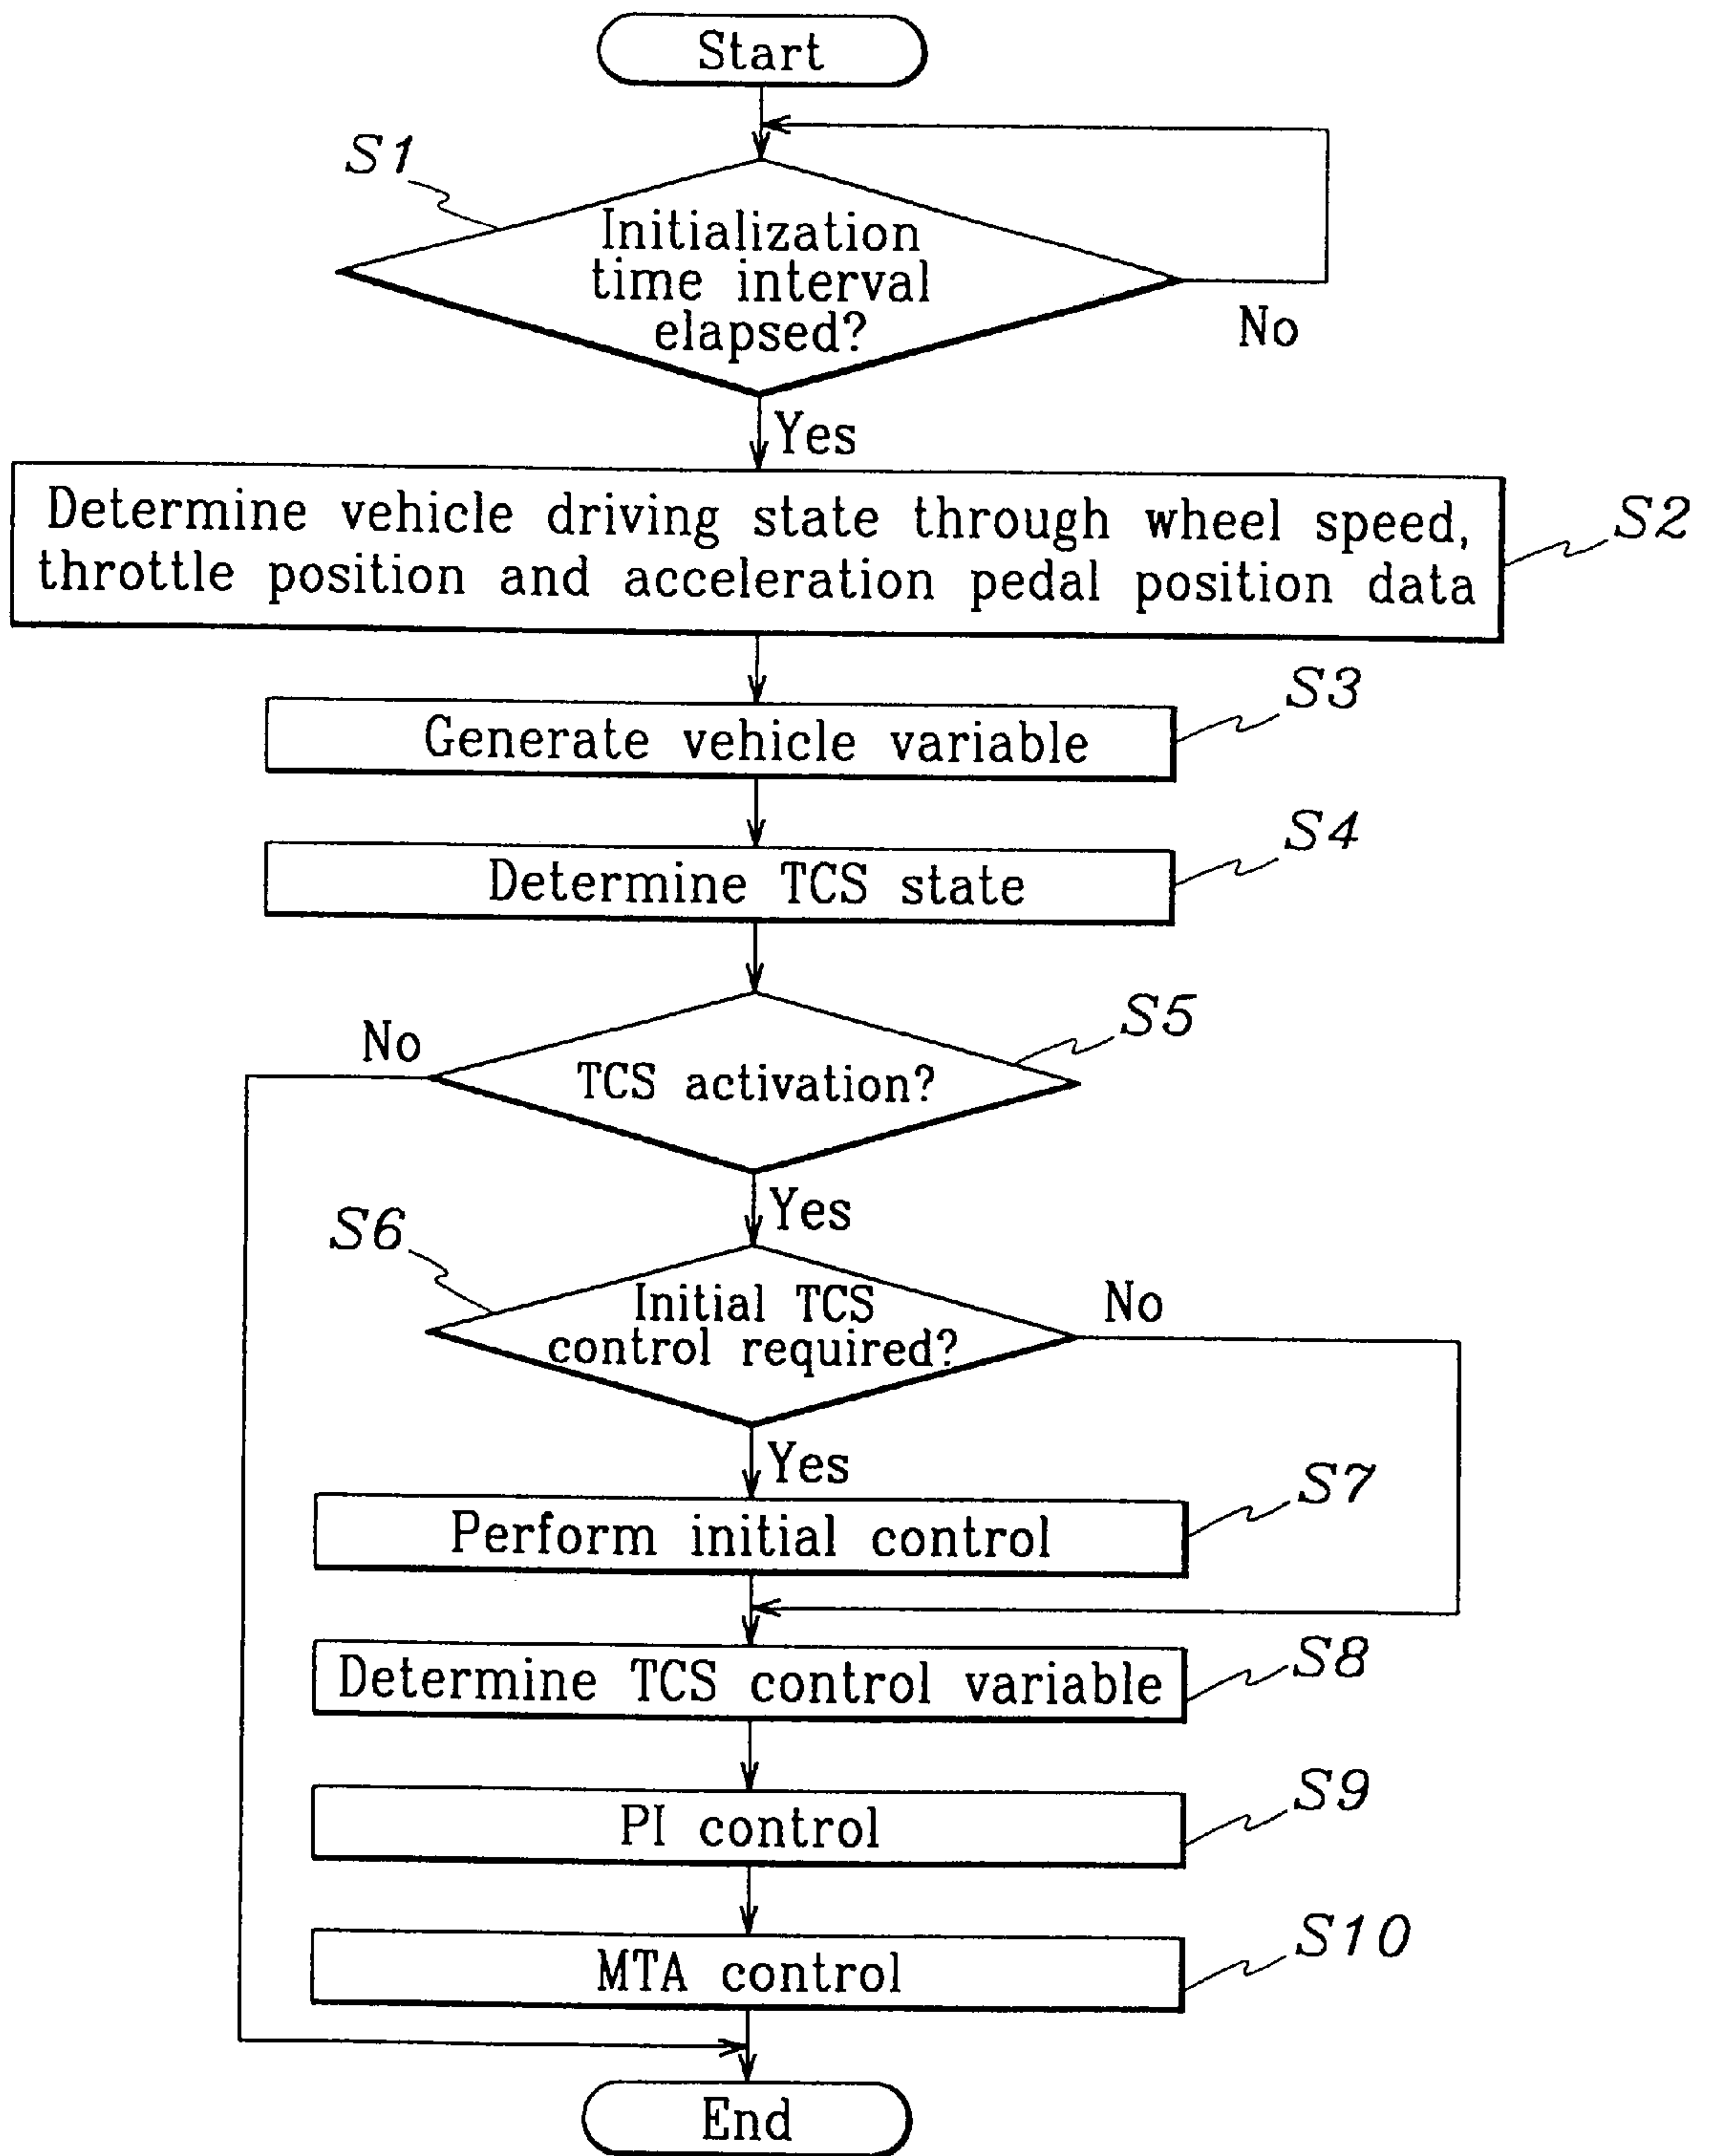 Start
S1
Initialization
time interval
elapsed?
No
Yes
Determine vehicle driving state through wheel speed,
throttle position and acceleration pedal position data
S2
Generate vehicle variable
S3
Determine TCS state
S4
TCS activation?
S5
No
Yes
S6
Initial TCS
control required?
No
Yes
Perform initial control
S7
Determine TCS control variable
S8
PI control
S9
MTA control
S10
End